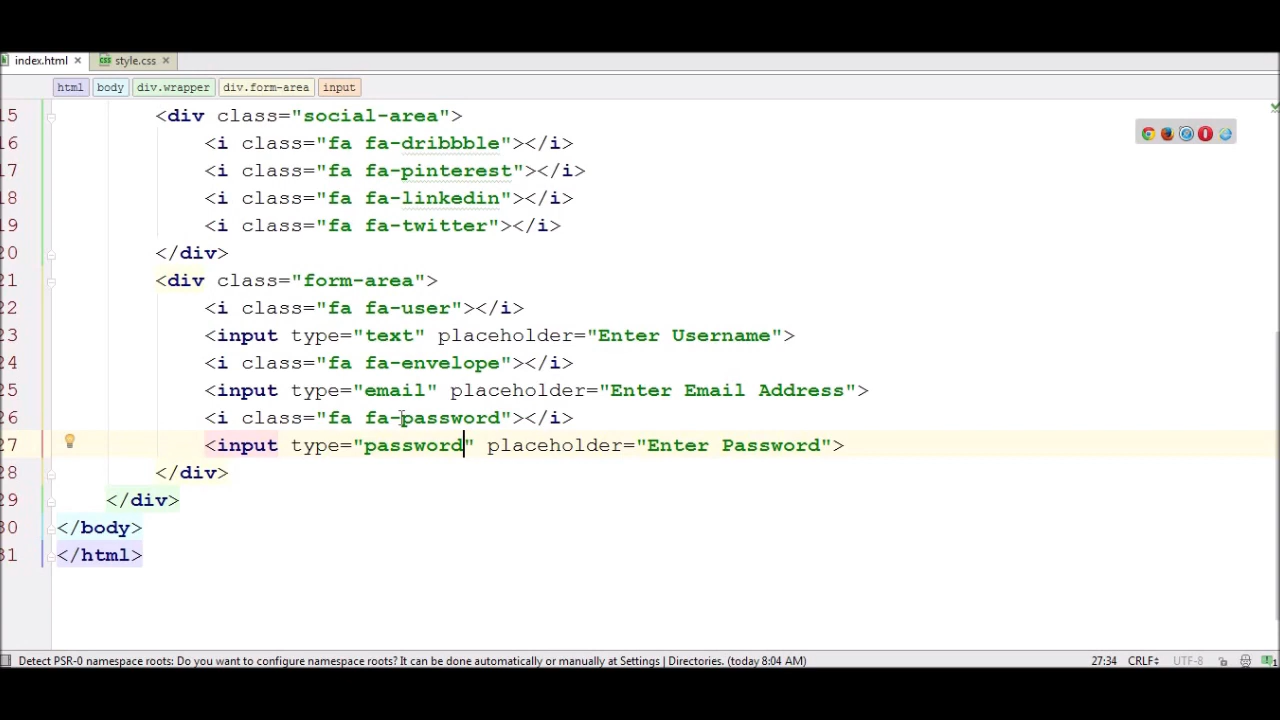 index.html style.css
html body div.wrapper div.form-area input
15 <div class="social-area">
16 <i class="fa fa-dribbble"></i>
17 <i class="fa fa-pinterest"></i>
18 <i class="fa fa-linkedin"></i>
19 <i class="fa fa-twitter"></i>
20 </div>
21 <div class="form-area">
22 <i class="fa fa-user"></i>
23 <input type="text" placeholder="Enter Username">
24 <i class="fa fa-envelope"></i>
25 <input type="email" placeholder="Enter Email Address">
26 <i class="fa fa-password"></i>
27 <input type="password" placeholder="Enter Password">
28 </div>
29 </div>
30 </body>
31 </html>
Detect PSR-0 namespace roots: Do you want to configure namespace roots? It can be done automatically or manually at Settings | Directories. (today 8:04 AM) 27:34 CRLF UTF-8